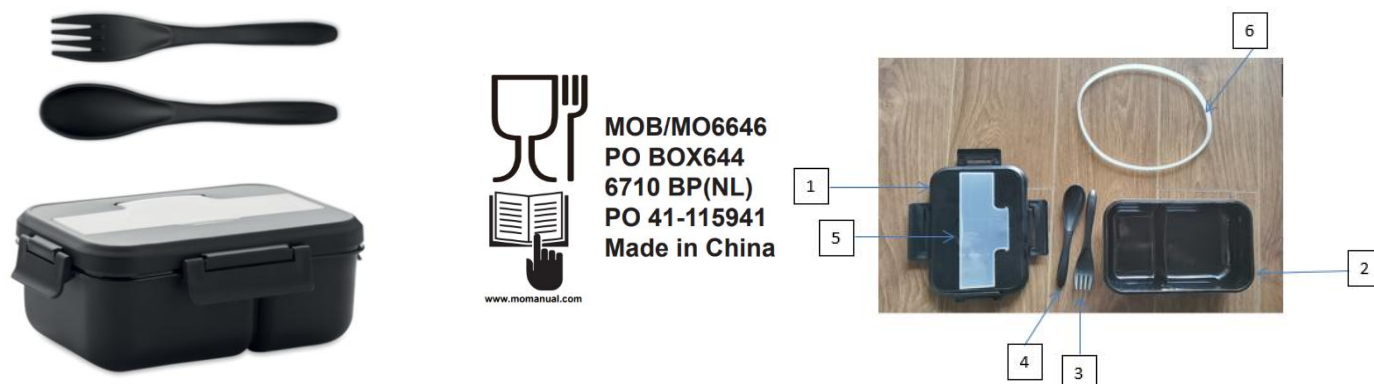 MOB/MO6646
PO BOX644
6710 BP(NL)
PO 41-115941
Made in China
www.momanual.com
6
1
5
2
4
3